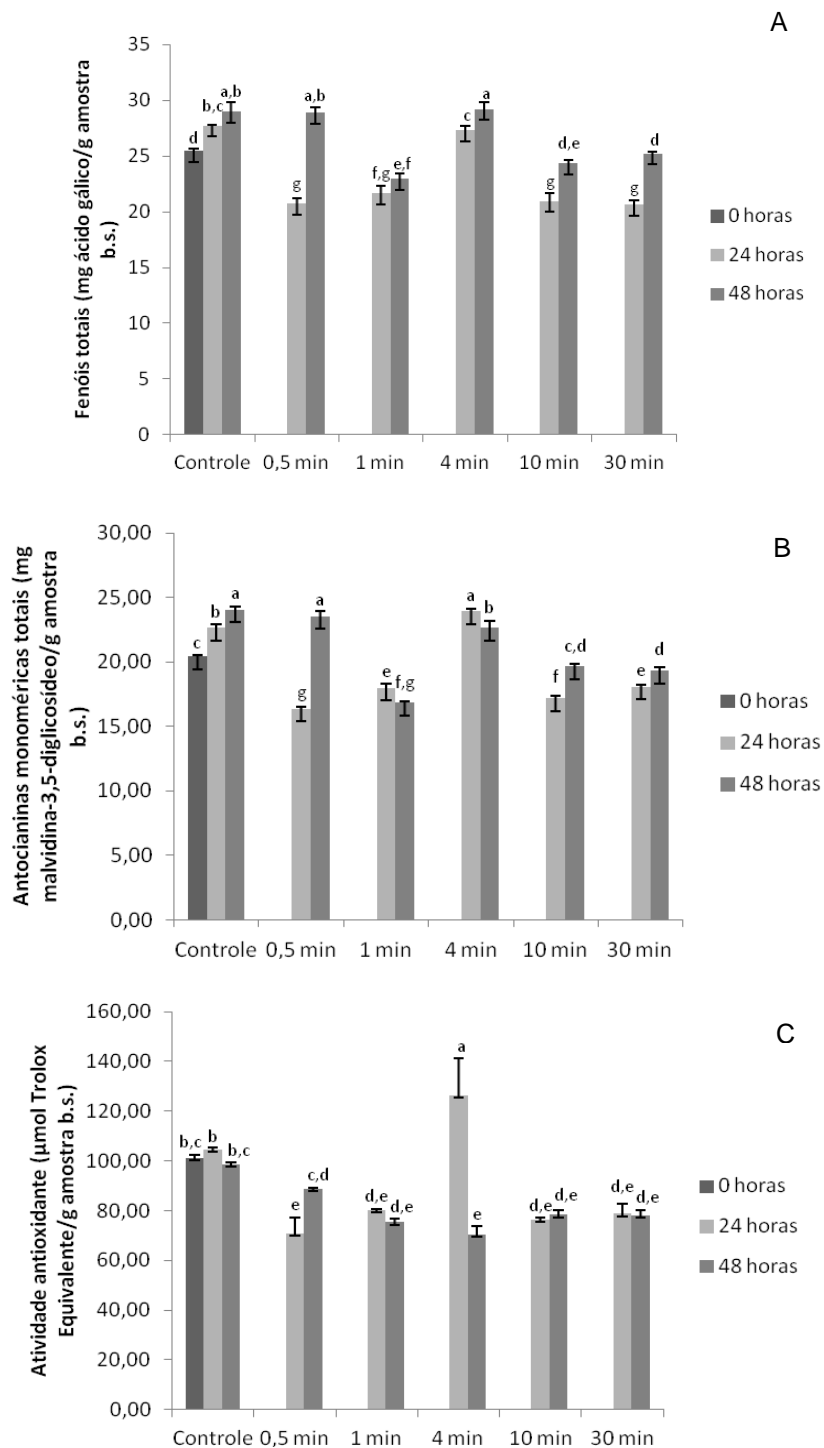 A
Fenóis totais (mg ácido gálico/g amostra
b.s.)
35
30
25
20
15
10
5
0
d
b,c
a,b
g
a,b
f,g
e,f
c
a
g
d,e
g
d
Controle
0,5 min
1 min
4 min
10 min
30 min
0 horas
24 horas
48 horas
B
Antocianinas monoméricas totais (mg
malvidina-3,5-diglicosídeo/g amostra
b.s.)
30,00
25,00
20,00
15,00
10,00
5,00
0,00
c
b
a
g
a
e
f,g
a
b
f
c,d
e
d
Controle
0,5 min
1 min
4 min
10 min
30 min
0 horas
24 horas
48 horas
C
Atividade antioxidante (µmol Trolox
Equivalente/g amostra b.s.)
160,00
140,00
120,00
100,00
80,00
60,00
40,00
20,00
0,00
b,c
b
b,c
e
c,d
d,e
d,e
a
e
d,e
d,e
d,e
d,e
Controle
0,5 min
1 min
4 min
10 min
30 min
0 horas
24 horas
48 horas